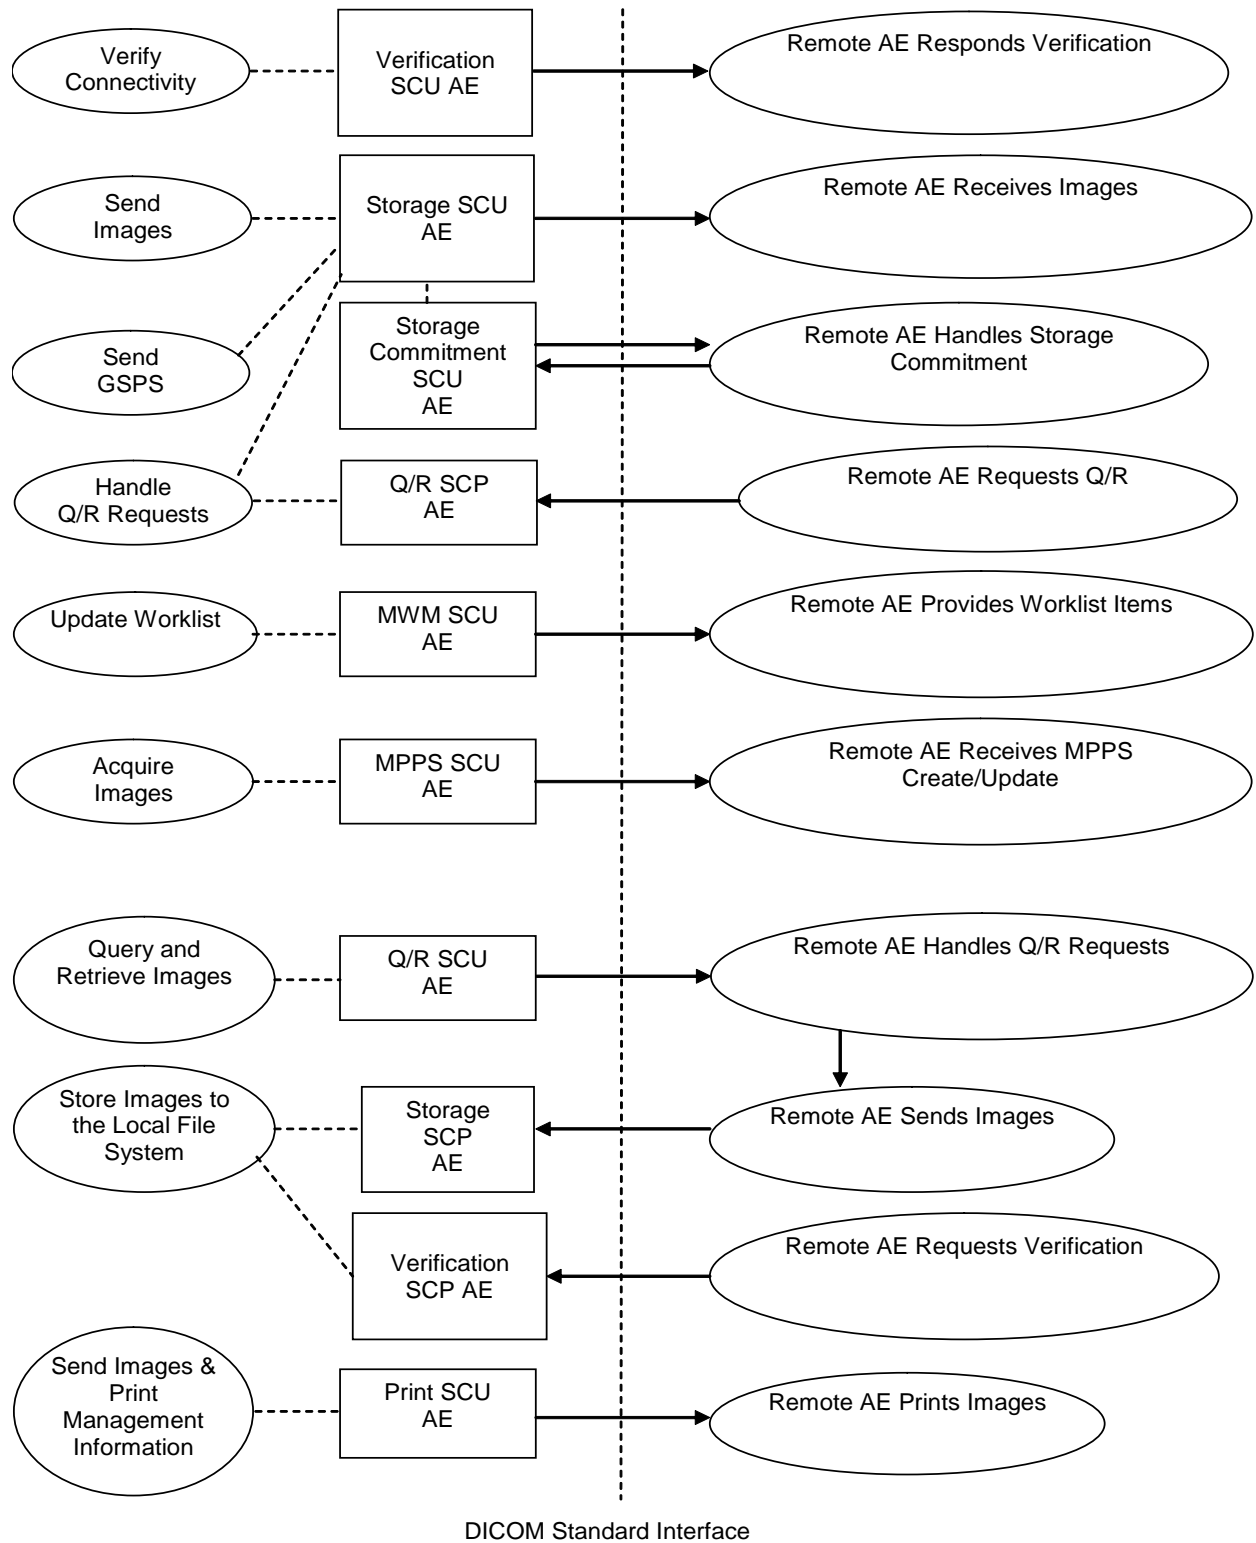 Verify
Connectivity
Verification
SCU AE
Remote AE Responds Verification
Send
Images
Storage SCU
AE
Remote AE Receives Images
Send
GSPS
Storage
Commitment
SCU
AE
Remote AE Handles Storage
Commitment
Handle
Q/R Requests
Q/R SCP
AE
Remote AE Requests Q/R
Update Worklist
MWM SCU
AE
Remote AE Provides Worklist Items
Acquire
Images
MPPS SCU
AE
Remote AE Receives MPPS
Create/Update
Query and
Retrieve Images
Q/R SCU
AE
Remote AE Handles Q/R Requests
Store Images to
the Local File
System
Storage
SCP
AE
Remote AE Sends Images
Verification
SCP AE
Remote AE Requests Verification
Send Images &
Print
Management
Information
Print SCU
AE
Remote AE Prints Images
DICOM Standard Interface